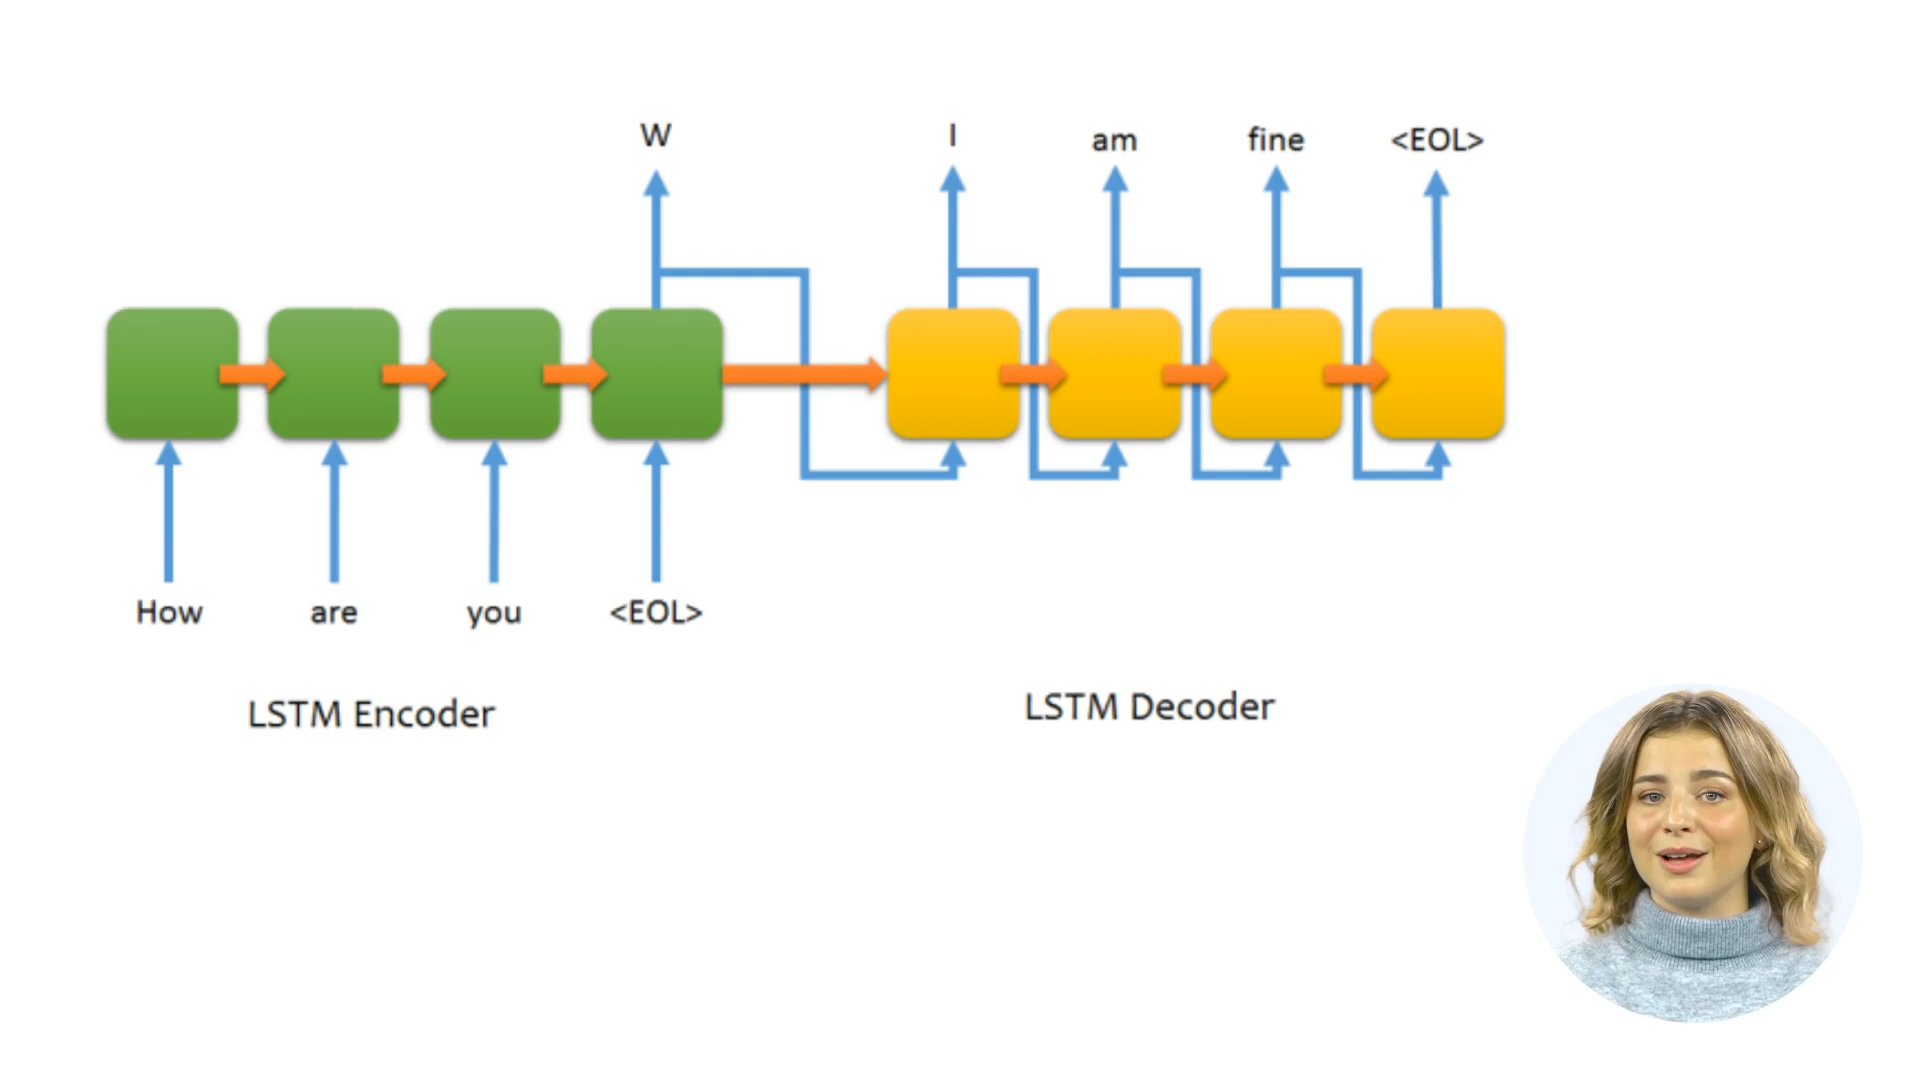 W I am fine <EOL>
How are you <EOL>
LSTM Encoder
LSTM Decoder